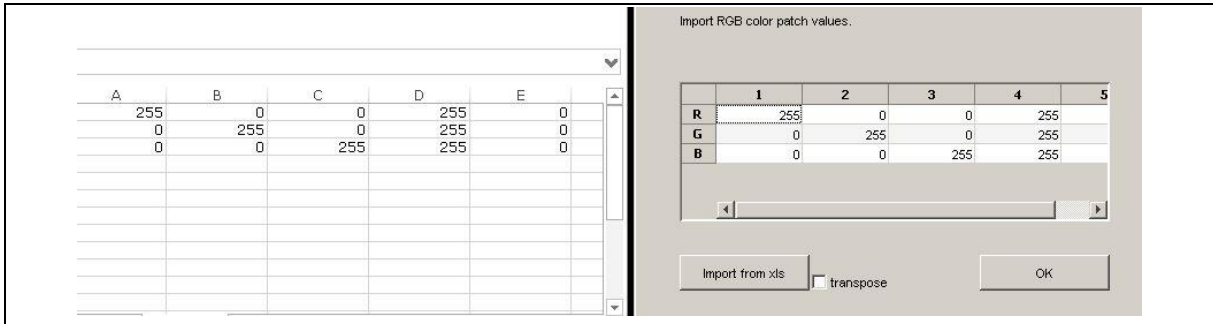 A B C D E
255 0 0 255 0
0 255 0 255 0
0 0 255 255 0
Import RGB color patch values.
1 2 3 4 5
R 255 0 0 255
G 0 255 0 255
B 0 0 255 255
Import from xls transpose OK